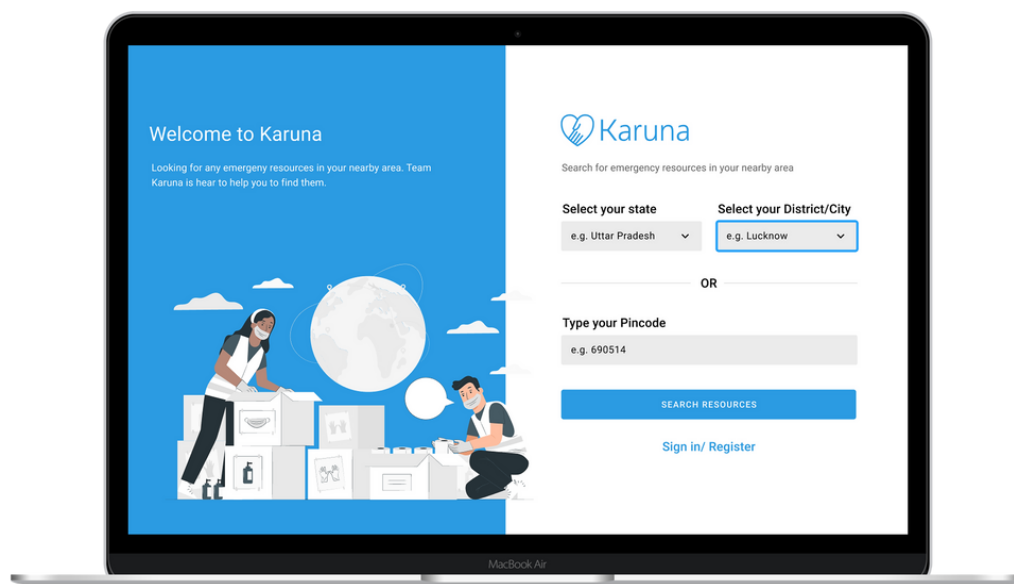 Welcome to Karuna
Looking for any emergeny resources in your nearby area. Team
Karuna is hear to help you to find them.
Karuna
Search for emergency resources in your nearby area
Select your state
Select your District/City
e.g. Uttar Pradesh
e.g. Lucknow
OR
Type your Pincode
e.g. 690514
SEARCH RESOURCES
Sign in/ Register
MacBook Air